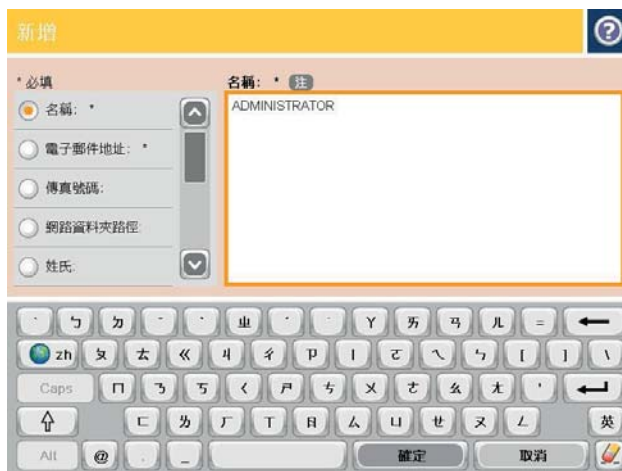 新增
?
* 必填
名稱: * 注
名稱: *
ADMINISTRATOR
電子郵件地址: *
傳真號碼:
網路資料夾路徑:
姓氏:
ㄅ ㄉ ㄓ ㄚ ㄞ ㄢ ㄦ = ←
zh ㄆ ㄊ ㄍ ㄐ ㄔ ㄗ ㄧ ㄛ ㄟ ㄣ [ ] \
Caps ㄇ ㄋ ㄎ ㄑ ㄕ ㄘ ㄨ ㄜ ㄠ ㄤ '
ㄈ ㄌ ㄏ ㄒ ㄖ ㄙ ㄩ ㄝ ㄡ ㄥ 英
Alt @ . _ 確定 取消